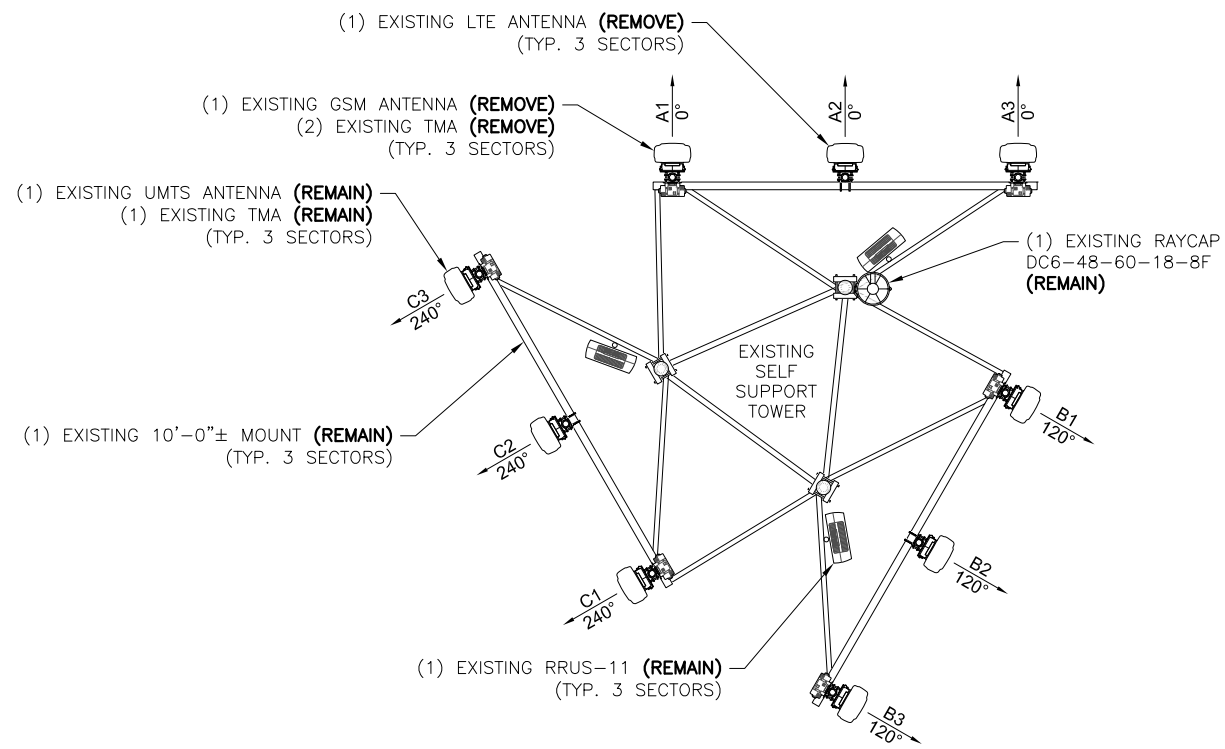 (1) EXISTING LTE ANTENNA (REMOVE)
(TYP. 3 SECTORS)
(1) EXISTING GSM ANTENNA (REMOVE)
(2) EXISTING TMA (REMOVE)
(TYP. 3 SECTORS)
A1
0°
A2
0°
A3
0°
(1) EXISTING UMTS ANTENNA (REMAIN)
(1) EXISTING TMA (REMAIN)
(TYP. 3 SECTORS)
(1) EXISTING RAYCAP
DC6-48-60-18-8F
(REMAIN)
C3
240°
EXISTING
SELF
SUPPORT
TOWER
B1
120°
(1) EXISTING 10'-0"± MOUNT (REMAIN)
(TYP. 3 SECTORS)
C2
240°
B2
120°
C1
240°
(1) EXISTING RRUS-11 (REMAIN)
(TYP. 3 SECTORS)
B3
120°